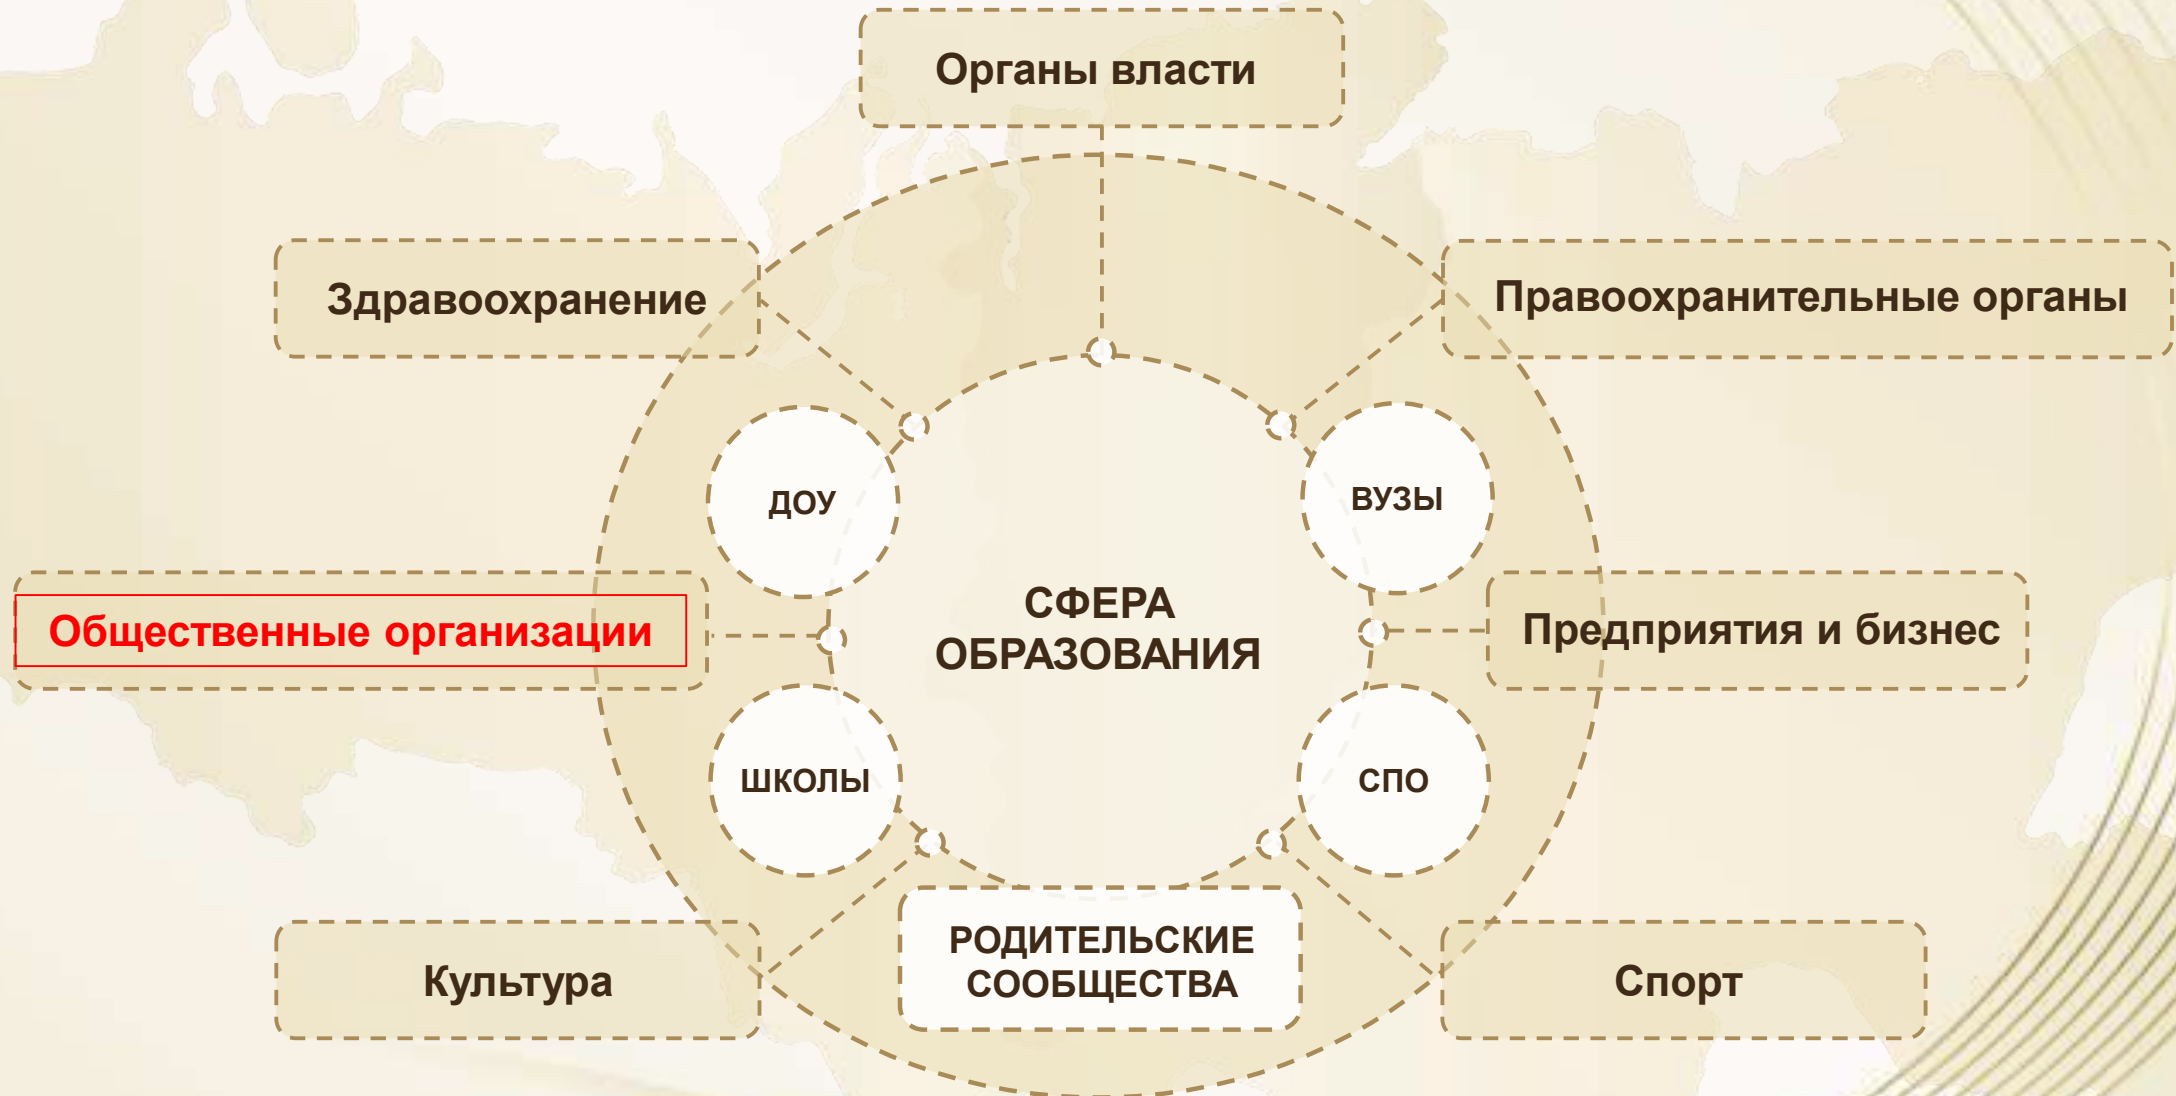 Органы власти
Здравоохранение
Правоохранительные органы
ДОУ
ВУЗЫ
СФЕРА
ОБРАЗОВАНИЯ
Общественные организации
Предприятия и бизнес
ШКОЛЫ
СПО
РОДИТЕЛЬСКИЕ
СООБЩЕСТВА
Культура
Спорт